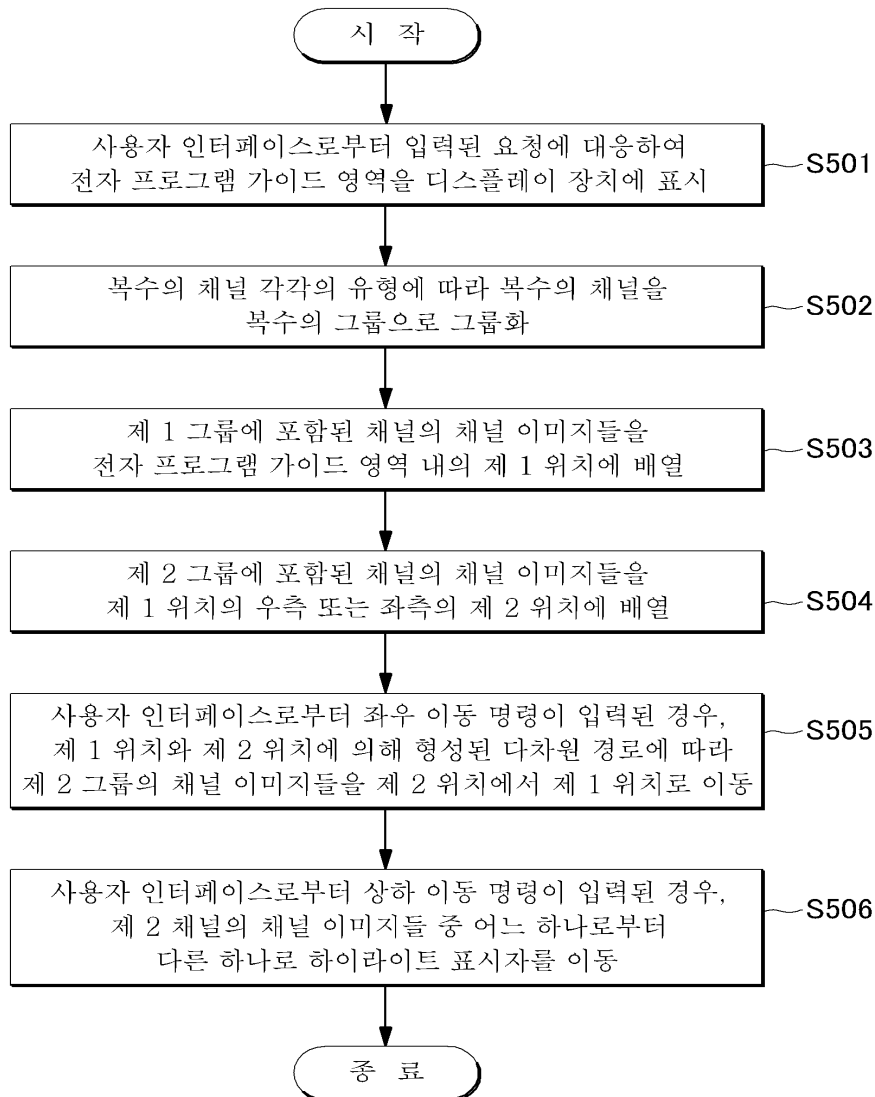 시 작
사용자 인터페이스로부터 입력된 요청에 대응하여
전자 프로그램 가이드 영역을 디스플레이 장치에 표시
S501
복수의 채널 각각의 유형에 따라 복수의 채널을
복수의 그룹으로 그룹화
S502
제 1 그룹에 포함된 채널의 채널 이미지들을
전자 프로그램 가이드 영역 내의 제 1 위치에 배열
S503
제 2 그룹에 포함된 채널의 채널 이미지들을
제 1 위치의 우측 또는 좌측의 제 2 위치에 배열
S504
사용자 인터페이스로부터 좌우 이동 명령이 입력된 경우,
제 1 위치와 제 2 위치에 의해 형성된 다차원 경로에 따라
제 2 그룹의 채널 이미지들을 제 2 위치에서 제 1 위치로 이동
S505
사용자 인터페이스로부터 상하 이동 명령이 입력된 경우,
제 2 채널의 채널 이미지들 중 어느 하나로부터
다른 하나로 하이라이트 표시자를 이동
S506
종 료